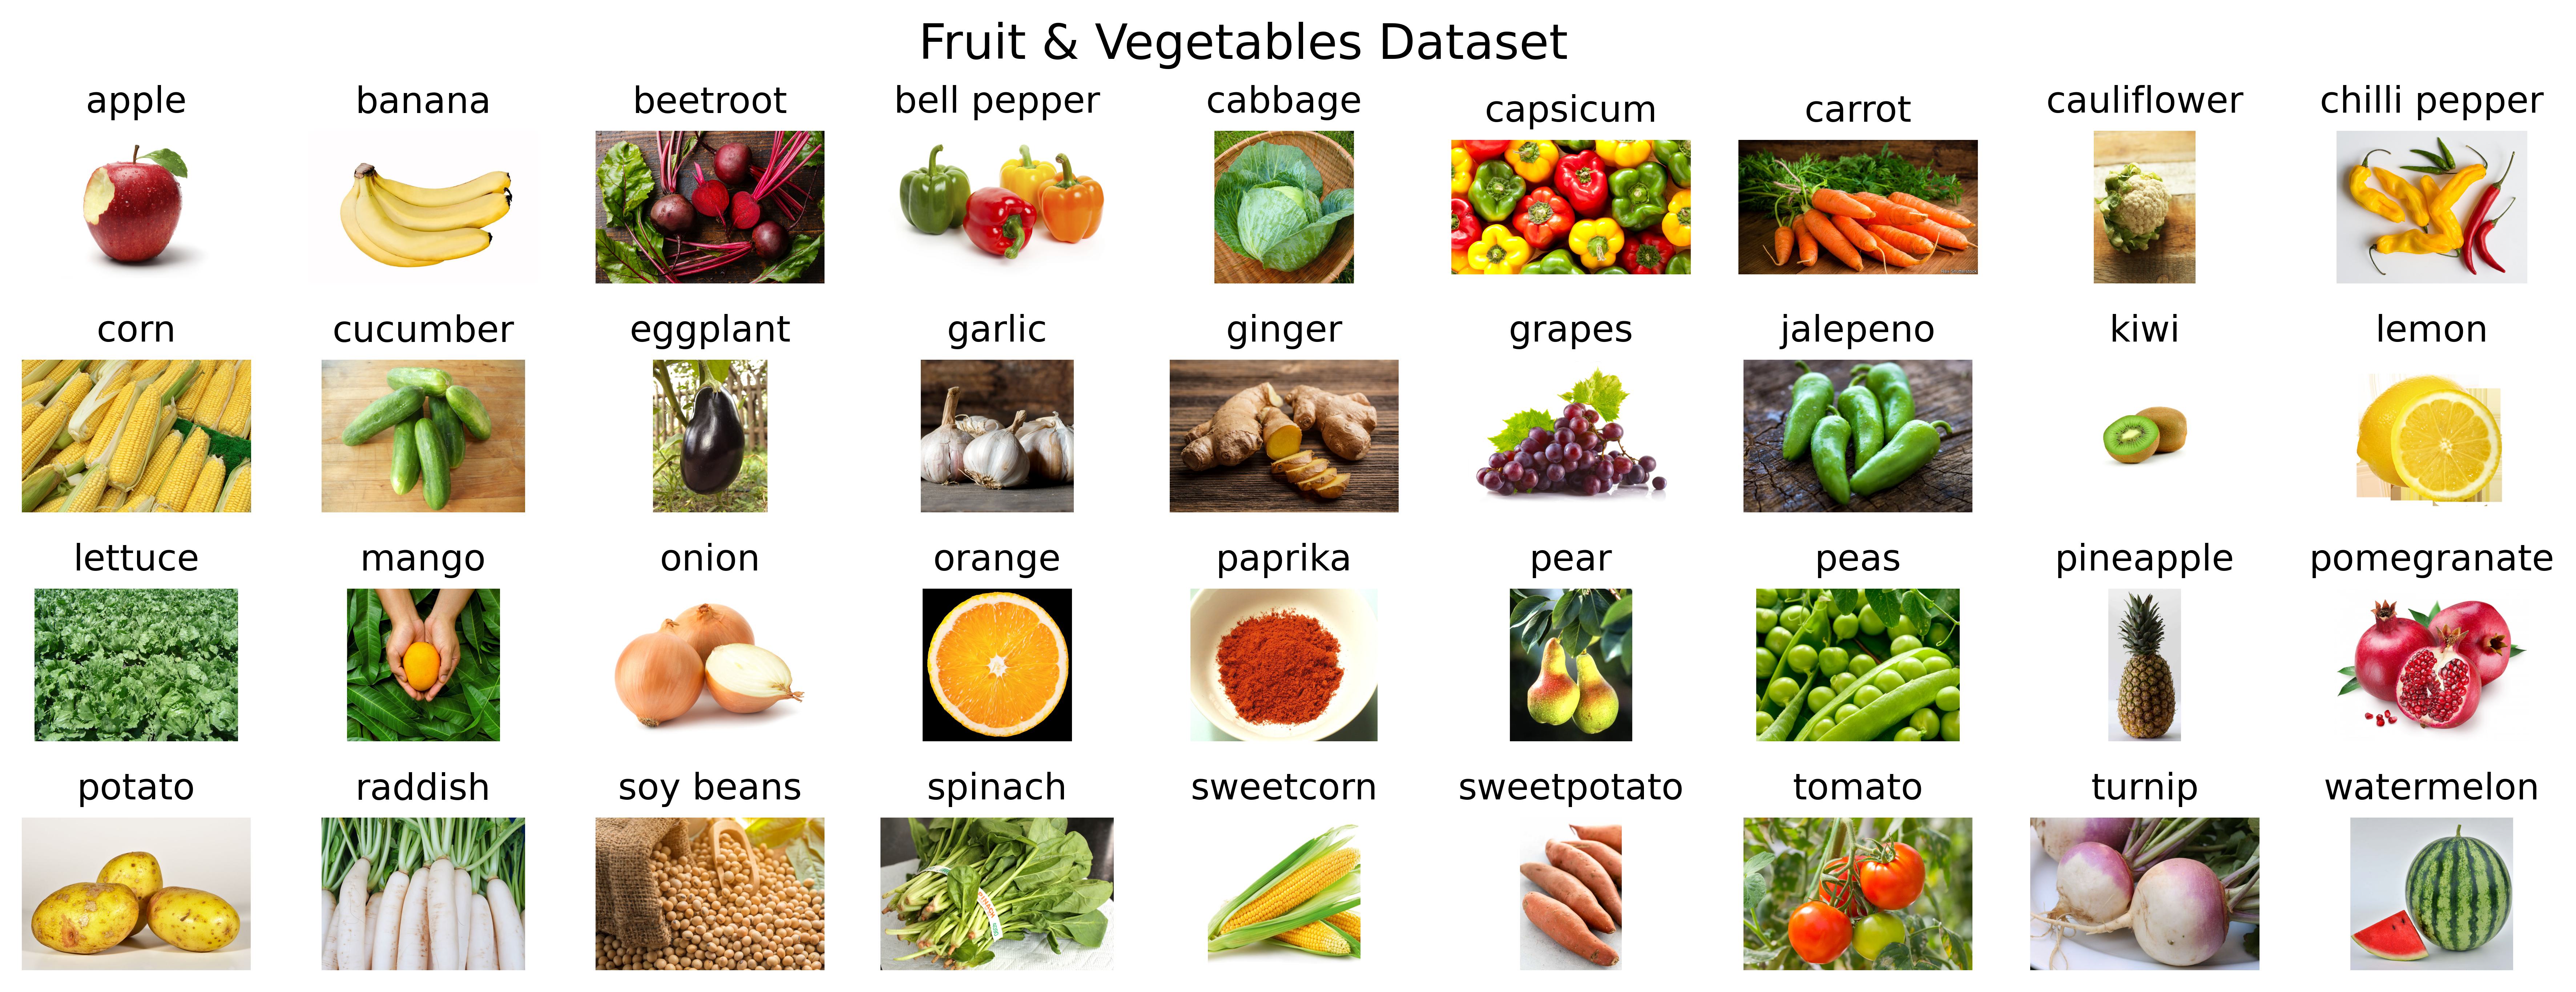 Fruit & Vegetables Dataset
apple banana beetroot bell pepper cabbage capsicum carrot cauliflower chilli pepper
corn cucumber eggplant garlic ginger grapes jalepeno kiwi lemon
lettuce mango onion orange paprika pear peas pineapple pomegranate
potato raddish soy beans spinach sweetcorn sweetpotato tomato turnip watermelon
SPINACH